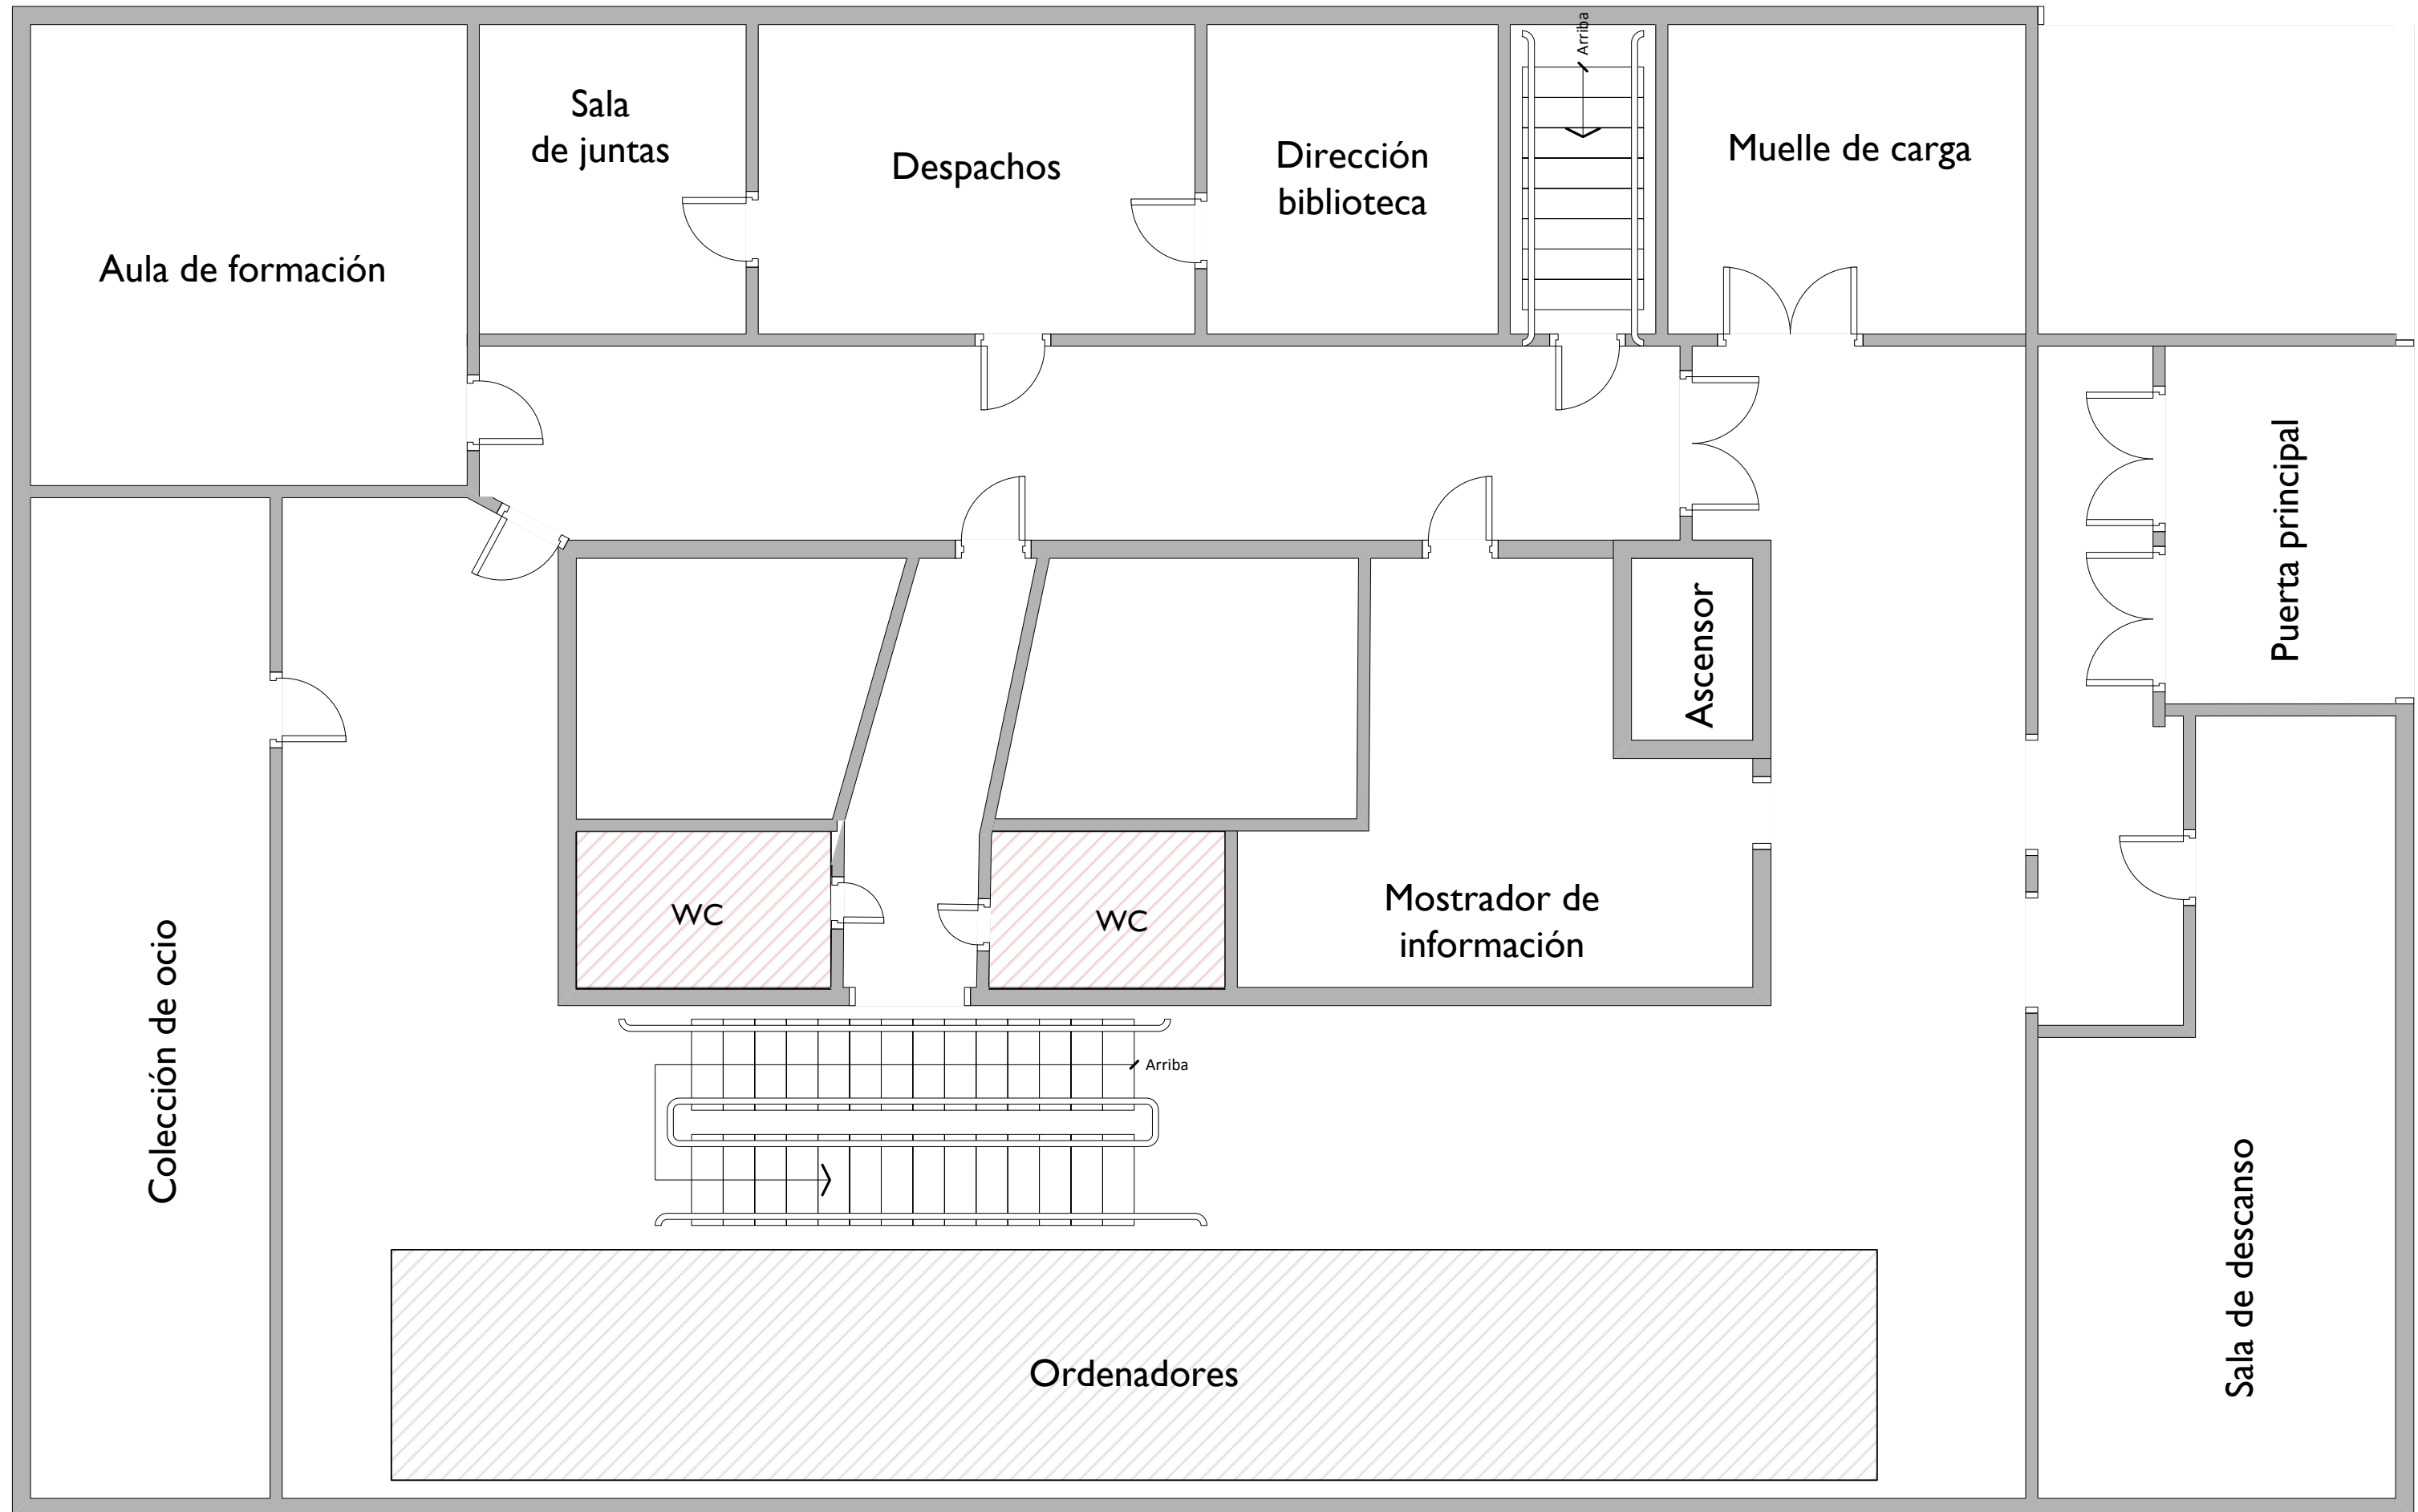 Arriba
Sala
de juntas
Despachos
Dirección
biblioteca
Muelle de carga
Aula de formación
Puerta principal
Ascensor
WC
WC
Mostrador de
información
Colección de ocio
Arriba
Sala de descanso
Ordenadores